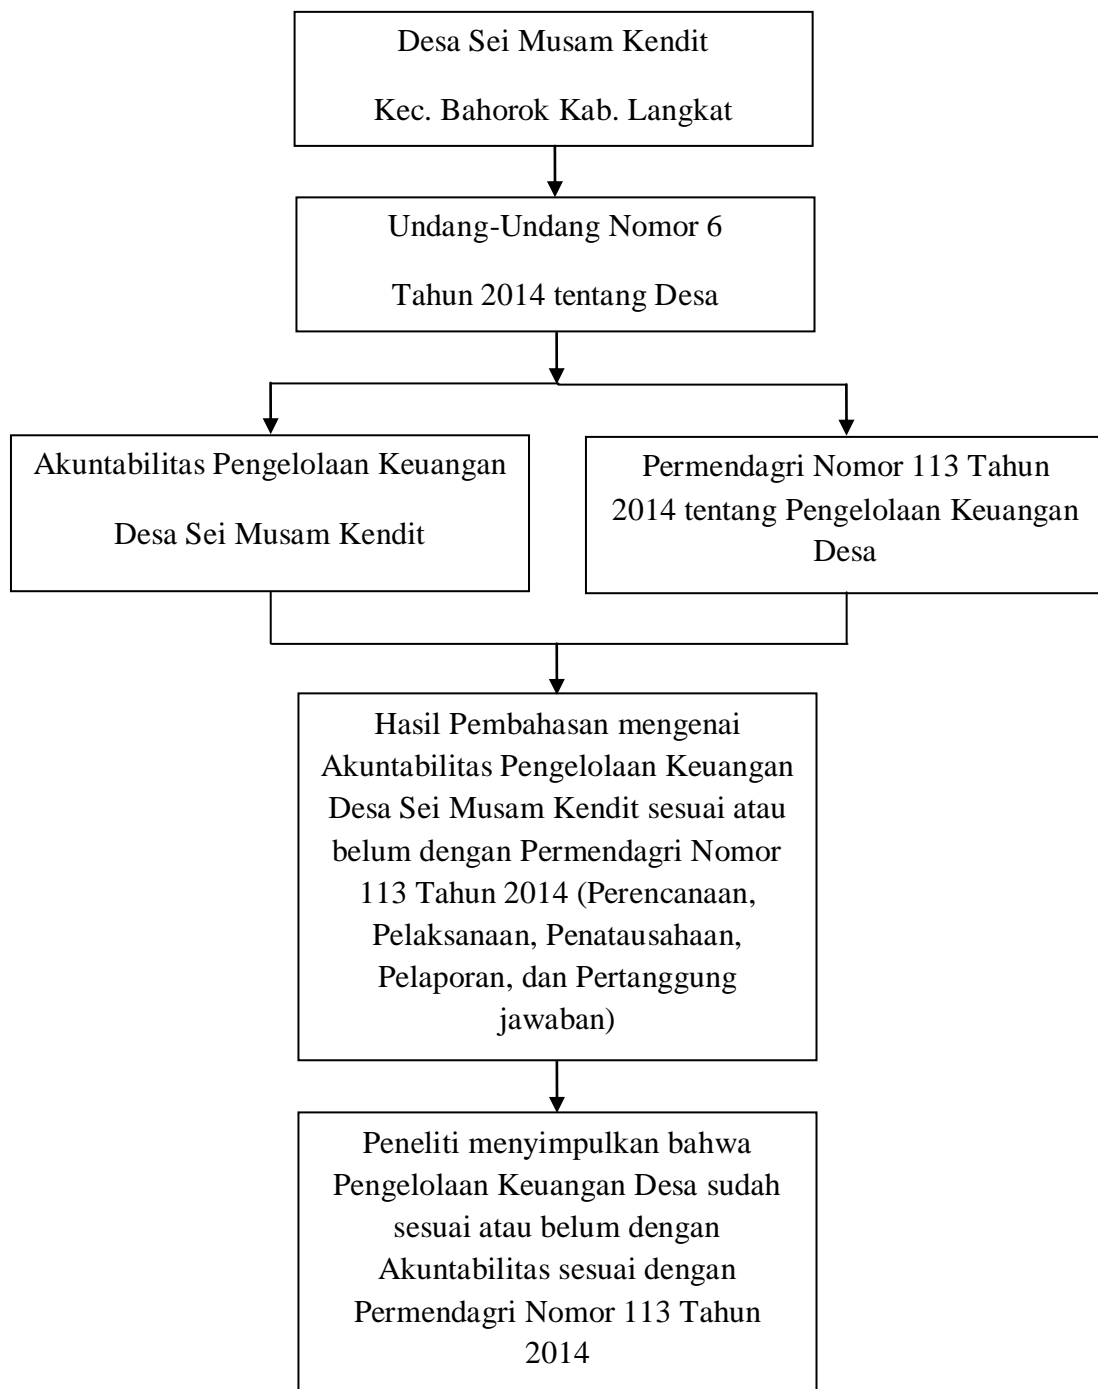 Desa Sei Musam Kendit
Kec. Bahorok Kab. Langkat
Undang-Undang Nomor 6
Tahun 2014 tentang Desa
Akuntabilitas Pengelolaan Keuangan
Desa Sei Musam Kendit
Permendagri Nomor 113 Tahun
2014 tentang Pengelolaan Keuangan
Desa
Hasil Pembahasan mengenai
Akuntabilitas Pengelolaan Keuangan
Desa Sei Musam Kendit sesuai atau
belum dengan Permendagri Nomor
113 Tahun 2014 (Perencanaan,
Pelaksanaan, Penatausahaan,
Pelaporan, dan Pertanggung
jawaban)
Peneliti menyimpulkan bahwa
Pengelolaan Keuangan Desa sudah
sesuai atau belum dengan
Akuntabilitas sesuai dengan
Permendagri Nomor 113 Tahun
2014